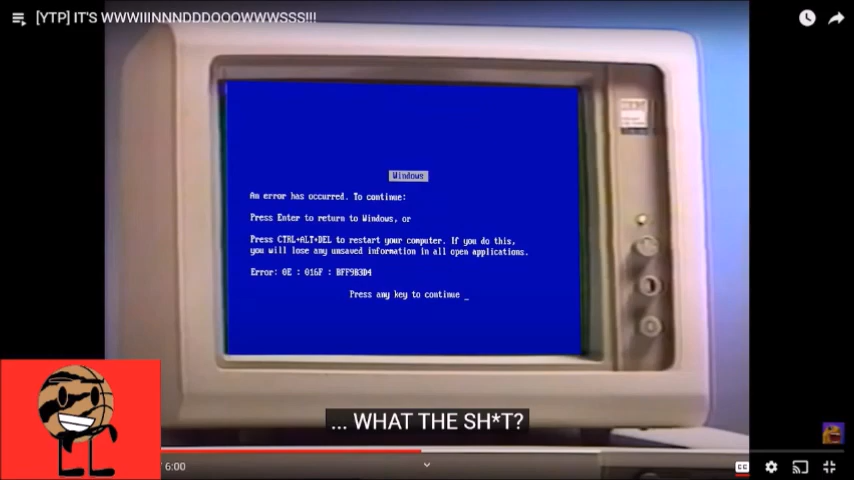 [YTP] IT'S WWWIIINNNDDDOOOWWWSSS!!!
Windows
An error has occurred. To continue:
Press Enter to return to Windows, or
Press CTRL+ALT+DEL to restart your computer. If you do this,
you will lose any unsaved information in all open applications.
Error: 0E : 016F : BFF9B3D4
Press any key to continue _
... WHAT THE SH*T?
/ 6:00
CC